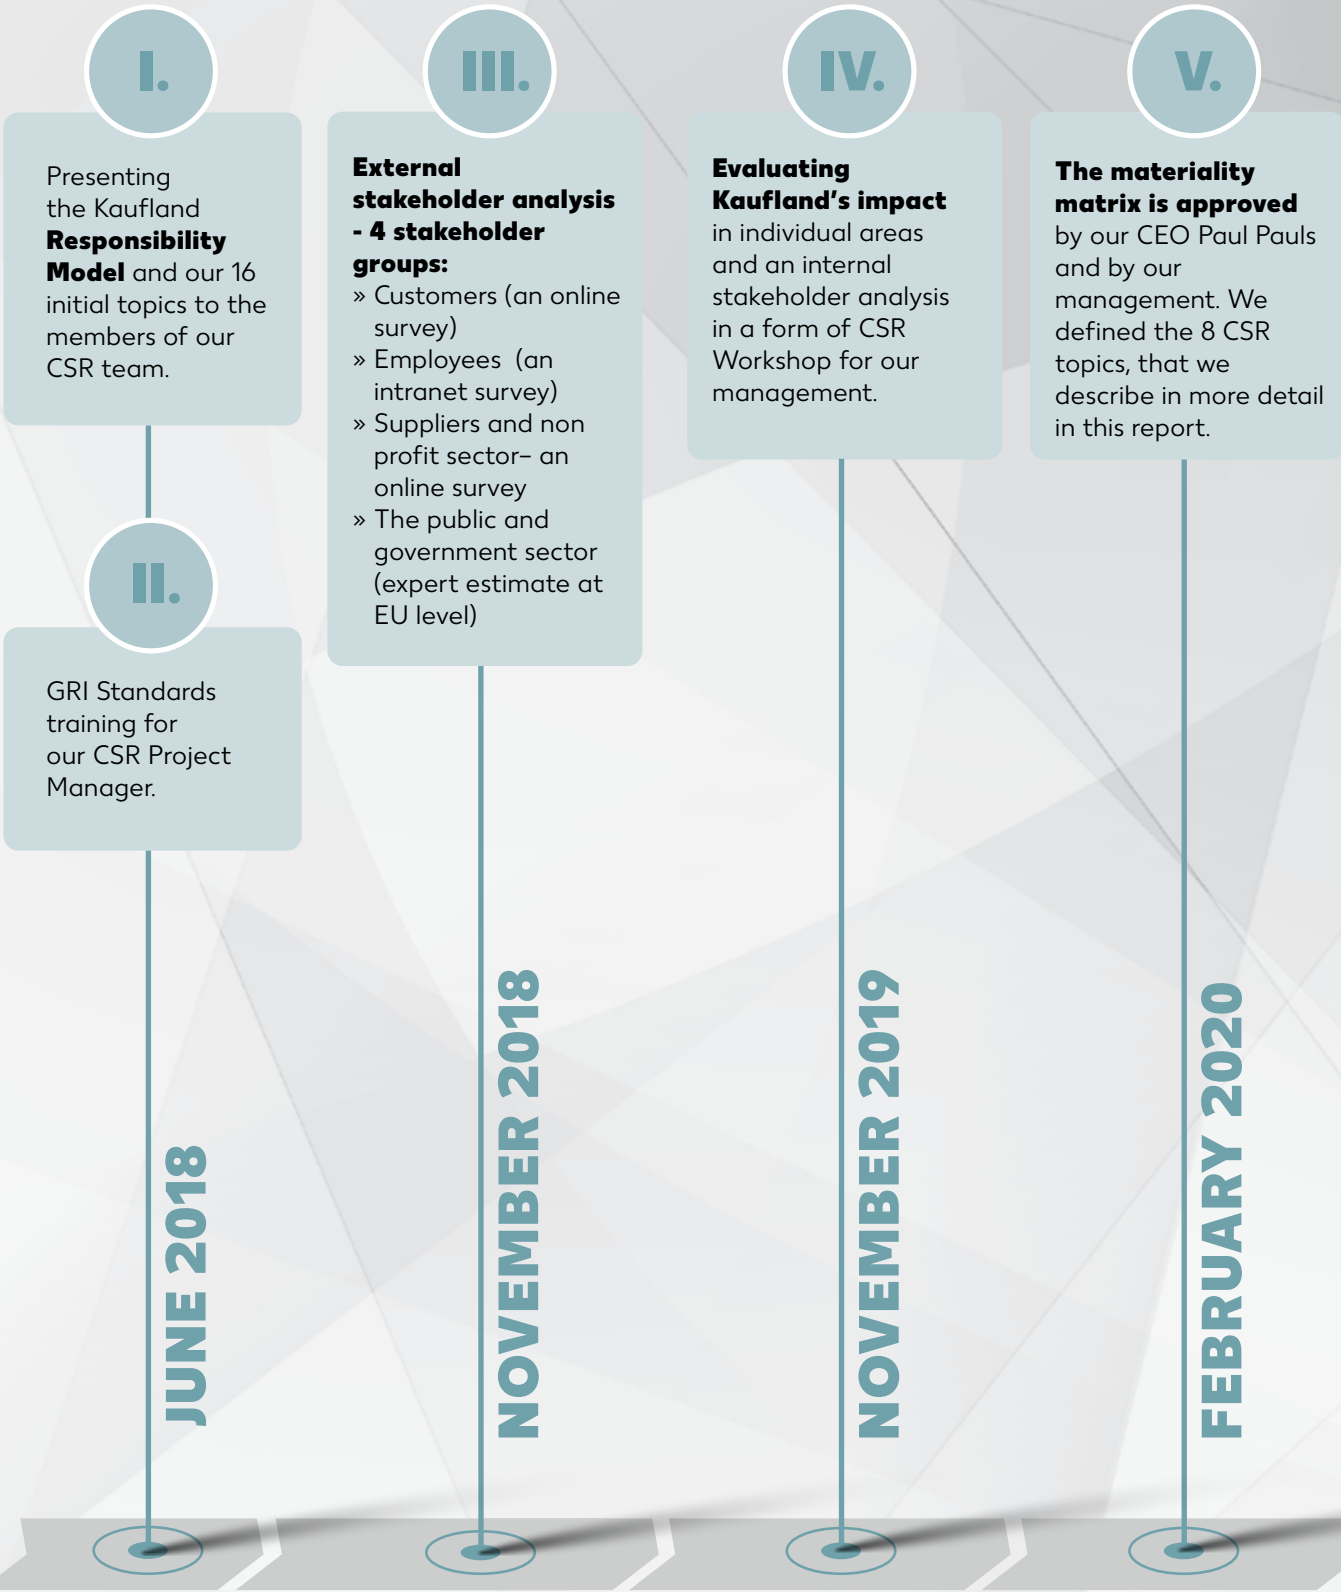 I.
Presenting
the Kaufland
Responsibility
Model and our 16
initial topics to the
members of our
CSR team.
II.
GRI Standards
training for
our CSR Project
Manager.
JUNE 2018
III.
External
stakeholder analysis
- 4 stakeholder
groups:
» Customers (an online
survey)
» Employees  (an
intranet survey)
» Suppliers and non
profit sector– an
online survey
» The public and
government sector
(expert estimate at
EU level)
NOVEMBER 2018
IV.
Evaluating
Kaufland's impact
in individual areas
and an internal
stakeholder analysis
in a form of CSR
Workshop for our
management.
NOVEMBER 2019
V.
The materiality
matrix is approved
by our CEO Paul Pauls
and by our
management. We
defined the 8 CSR
topics, that we
describe in more detail
in this report.
FEBRUARY 2020